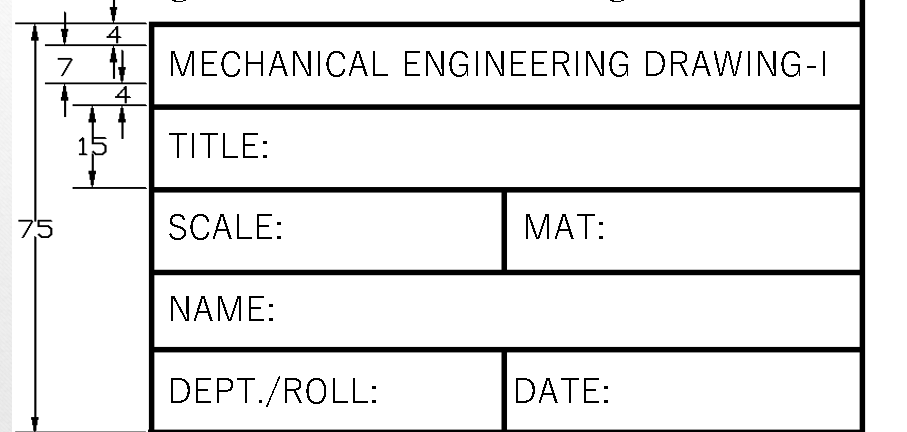 4
MECHANICAL ENGINEERING DRAWING-I
7
4
15
TITLE:
75
SCALE: MAT:
NAME:
DEPT./ROLL: DATE: